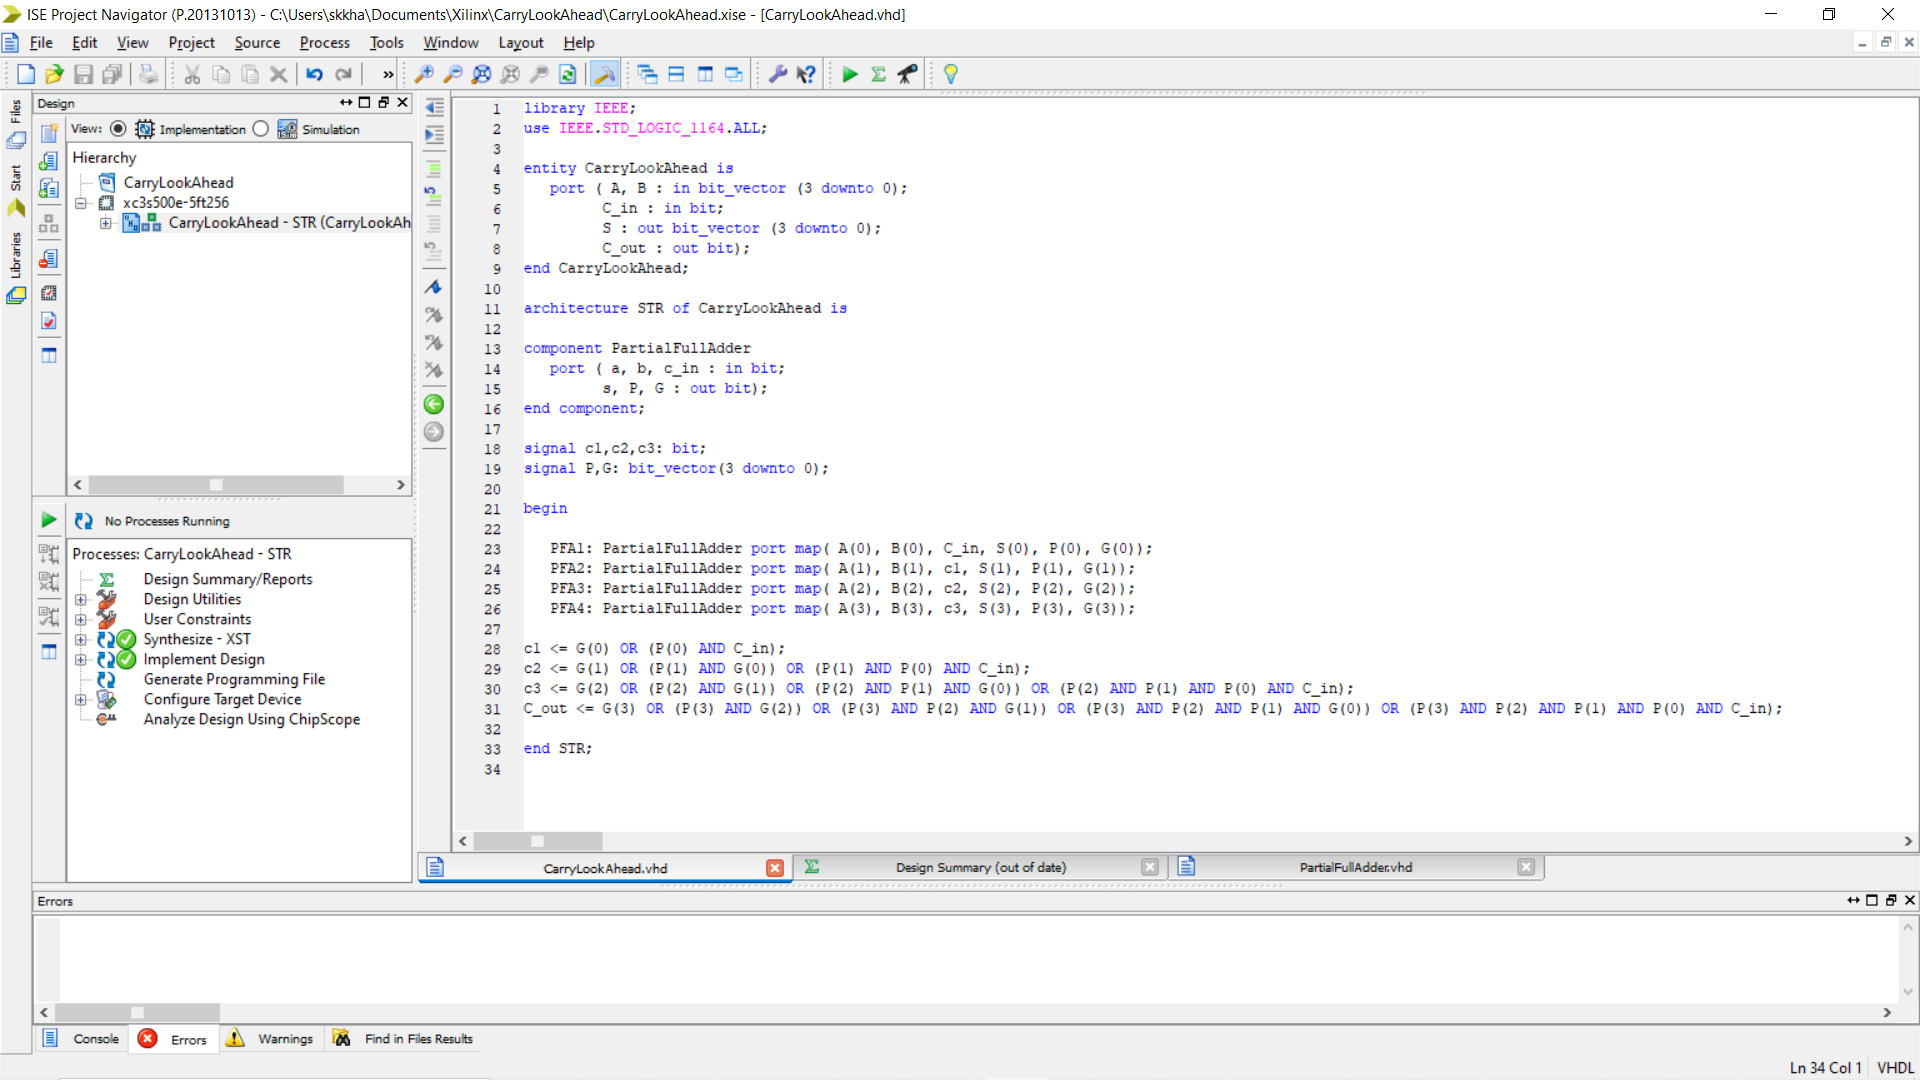 ISE Project Navigator (P.20131013) - C:\Users\skkha\Documents\Xilinx\CarryLookAhead\CarryLookAhead.xise - [CarryLookAhead.vhd]
File Edit View Project Source Process Tools Window Layout Help
»
Files
Start
Libraries
Design
View: Implementation Simulation
Hierarchy
CarryLookAhead
xc3s500e-5ft256
CarryLookAhead - STR (CarryLookAh
No Processes Running
Processes: CarryLookAhead - STR
Design Summary/Reports
Design Utilities
User Constraints
Synthesize - XST
Implement Design
Generate Programming File
Configure Target Device
Analyze Design Using ChipScope
1 library IEEE;
2 use IEEE.STD_LOGIC_1164.ALL;
3
4 entity CarryLookAhead is
5 port ( A, B : in bit_vector (3 downto 0);
6 C_in : in bit;
7 S : out bit_vector (3 downto 0);
8 C_out : out bit);
9 end CarryLookAhead;
10
11 architecture STR of CarryLookAhead is
12
13 component PartialFullAdder
14 port ( a, b, c_in : in bit;
15 s, P, G : out bit);
16 end component;
17
18 signal c1,c2,c3: bit;
19 signal P,G: bit_vector(3 downto 0);
20
21 begin
22
23 PFA1: PartialFullAdder port map( A(0), B(0), C_in, S(0), P(0), G(0));
24 PFA2: PartialFullAdder port map( A(1), B(1), c1, S(1), P(1), G(1));
25 PFA3: PartialFullAdder port map( A(2), B(2), c2, S(2), P(2), G(2));
26 PFA4: PartialFullAdder port map( A(3), B(3), c3, S(3), P(3), G(3));
27
28 c1 <= G(0) OR (P(0) AND C_in);
29 c2 <= G(1) OR (P(1) AND G(0)) OR (P(1) AND P(0) AND C_in);
30 c3 <= G(2) OR (P(2) AND G(1)) OR (P(2) AND P(1) AND G(0)) OR (P(2) AND P(1) AND P(0) AND C_in);
31 C_out <= G(3) OR (P(3) AND G(2)) OR (P(3) AND P(2) AND G(1)) OR (P(3) AND P(2) AND P(1) AND G(0)) OR (P(3) AND P(2) AND P(1) AND P(0) AND C_in);
32
33 end STR;
34
CarryLookAhead.vhd Design Summary (out of date) PartialFullAdder.vhd
Errors
Console Errors Warnings Find in Files Results
Ln 34 Col 1 VHDL